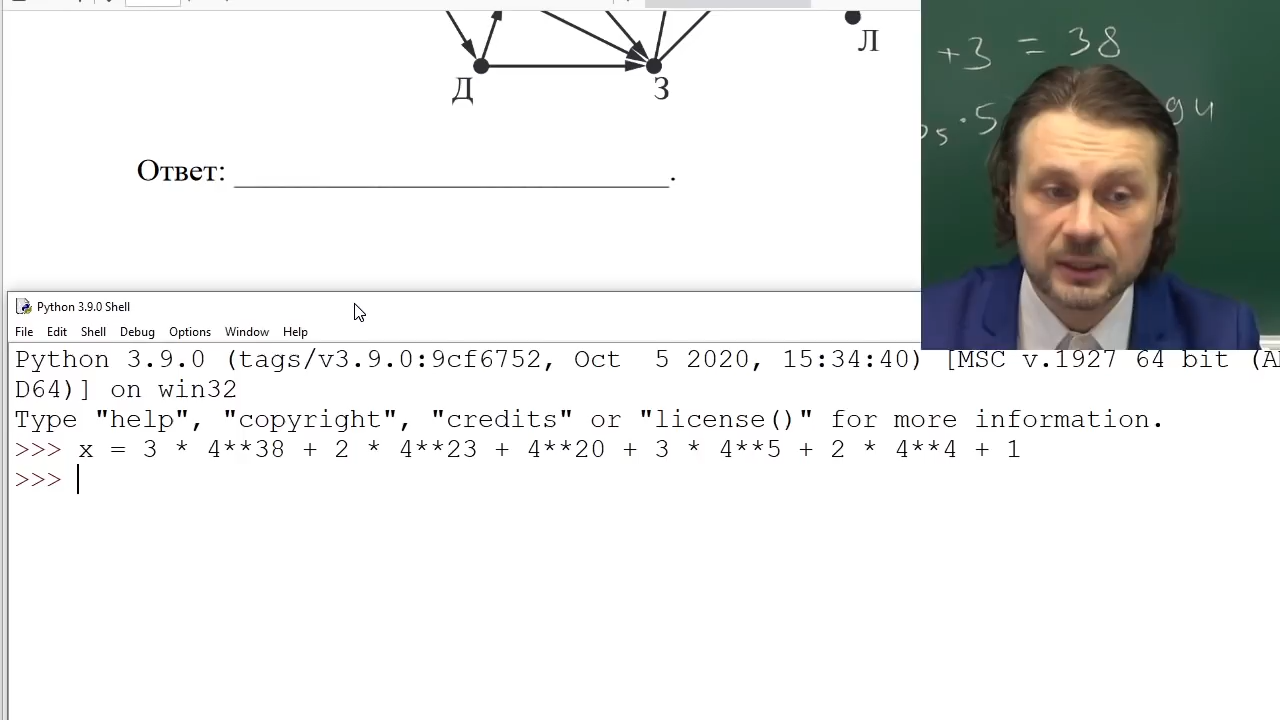 Л
+3 = 38
Д
З
Ответ: ___________________________.
Python 3.9.0 Shell
File Edit Shell Debug Options Window Help
Python 3.9.0 (tags/v3.9.0:9cf6752, Oct  5 2020, 15:34:40) [MSC v.1927 64 bit
D64)] on win32
Type "help", "copyright", "credits" or "license()" for more information.
>>> x = 3 * 4**38 + 2 * 4**23 + 4**20 + 3 * 4**5 + 2 * 4**4 + 1
>>>